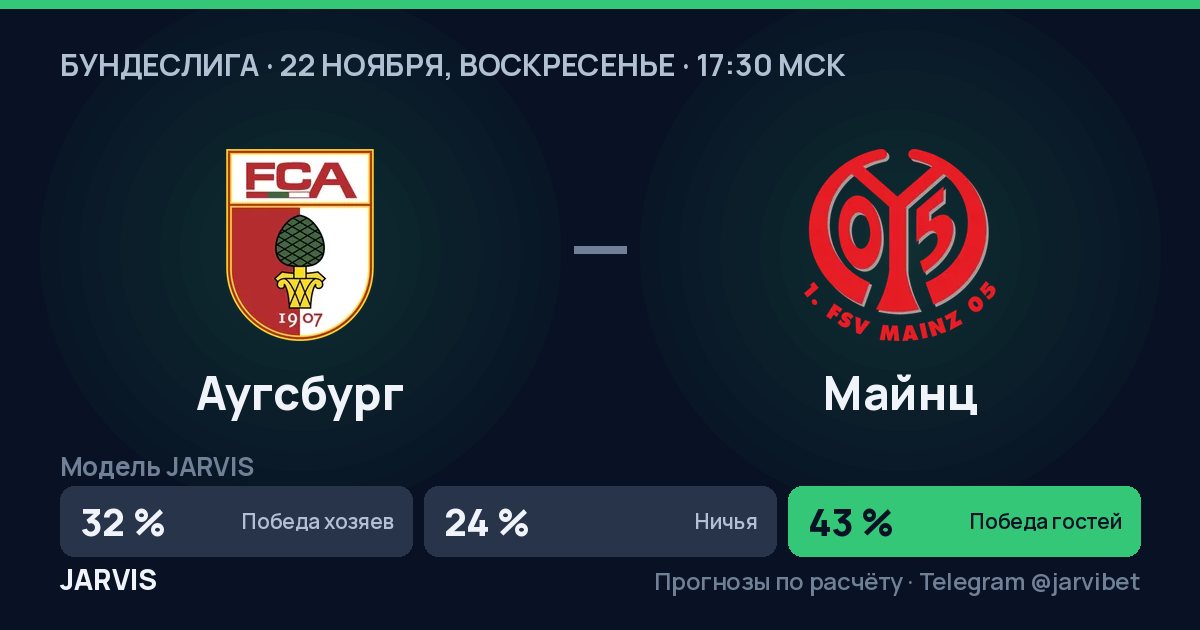 БУНДЕСЛИГА · 22 НОЯБРЯ, ВОСКРЕСЕНЬЕ · 17:30 МСК
FCA
1907
05
1. FSV MAINZ 05
–
Аугсбург
Майнц
Модель JARVIS
32 % Победа хозяев
24 % Ничья
43 % Победа гостей
JARVIS
Прогнозы по расчёту · Telegram @jarvibet